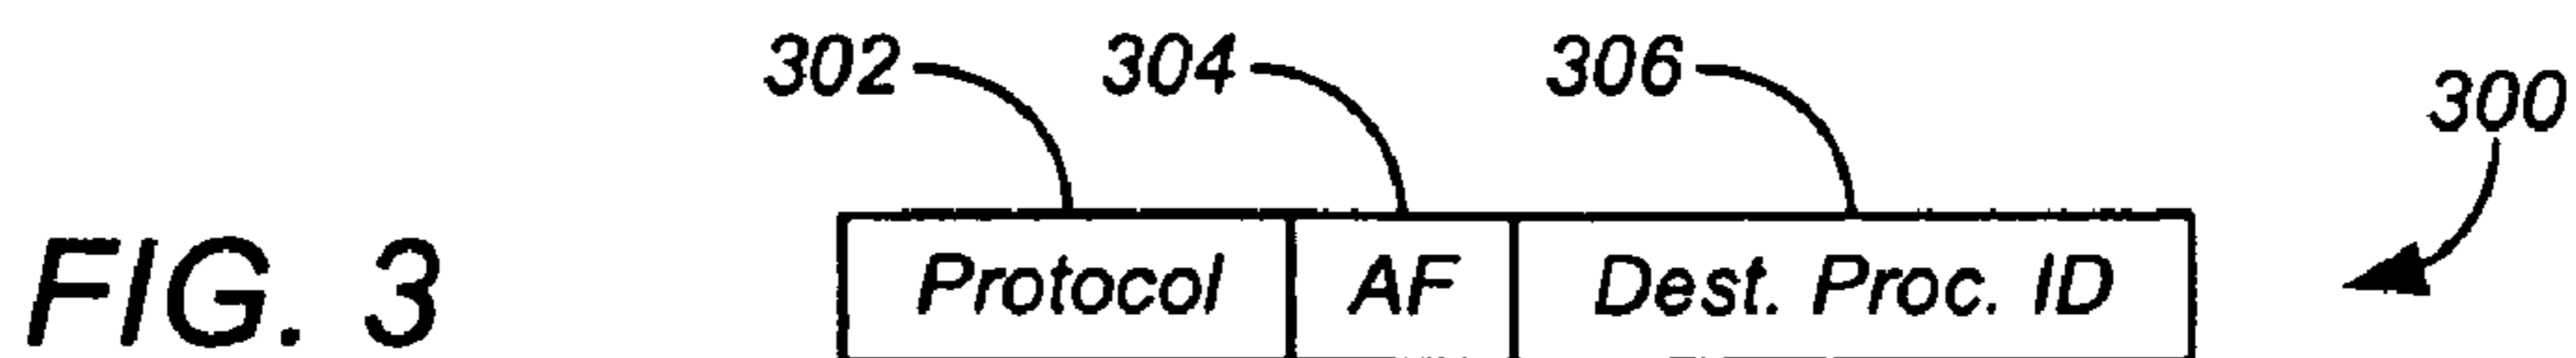 302 304 306 300
FIG. 3 Protocol AF Dest. Proc. ID